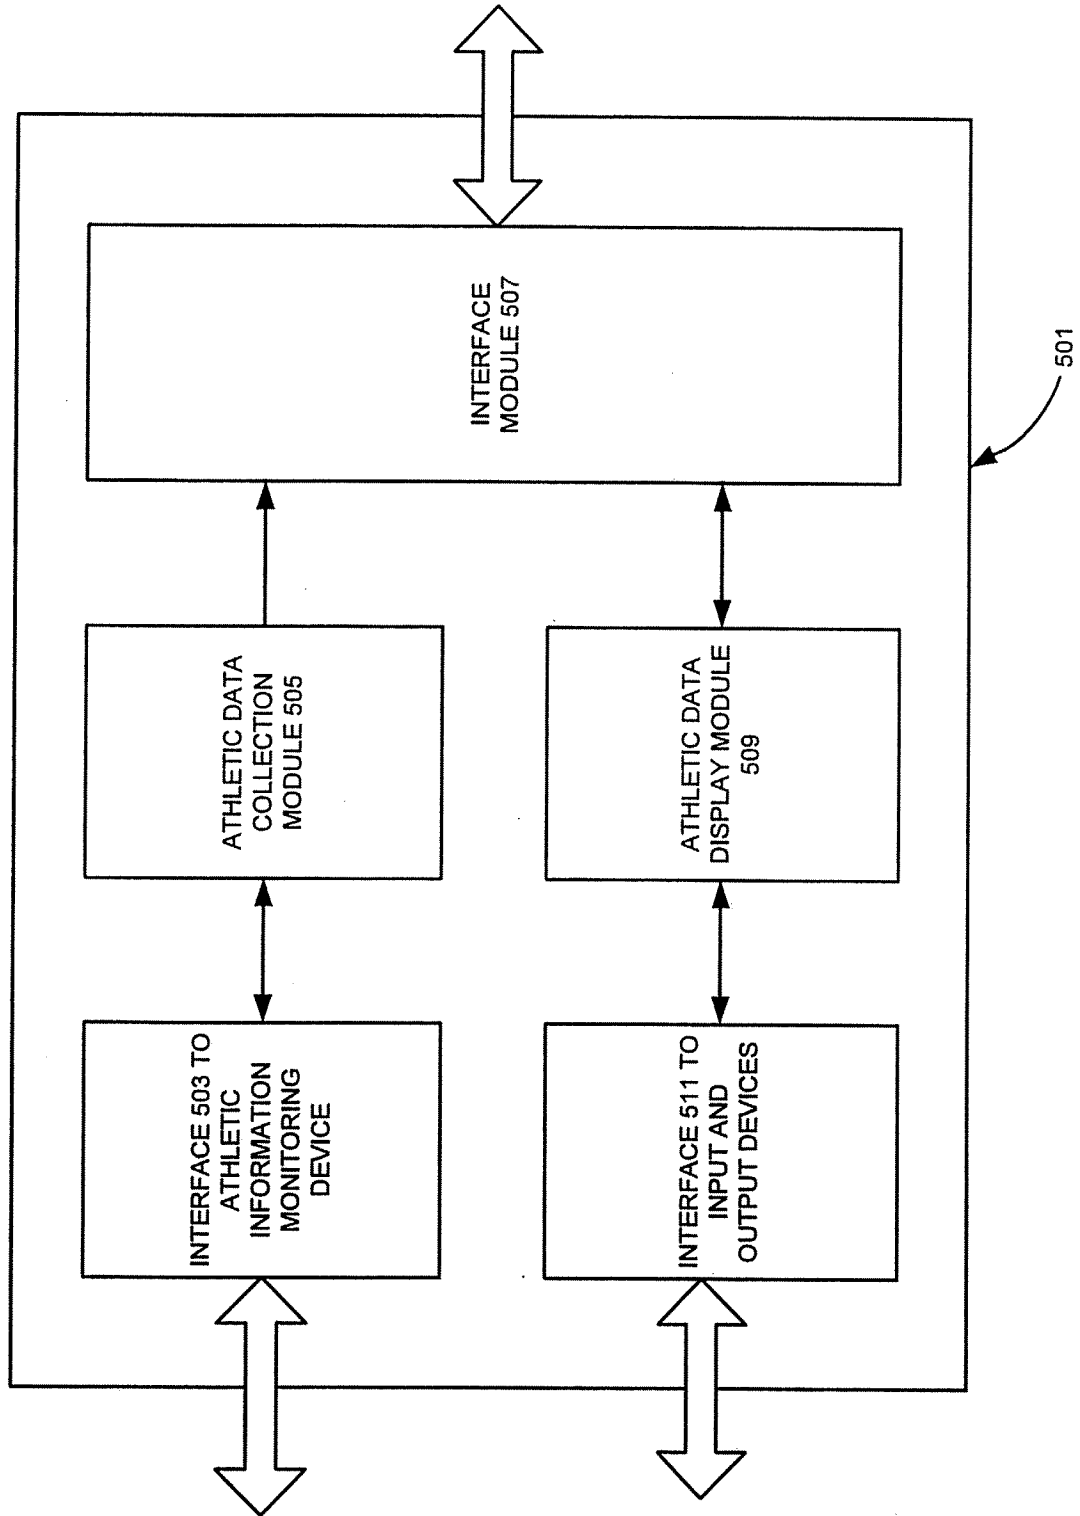 INTERFACE 503 TO
ATHLETIC
INFORMATION
MONITORING
DEVICE
ATHLETIC DATA
COLLECTION
MODULE 505
INTERFACE
MODULE 507
INTERFACE 511 TO
INPUT AND
OUTPUT DEVICES
ATHLETIC DATA
DISPLAY MODULE
509
501